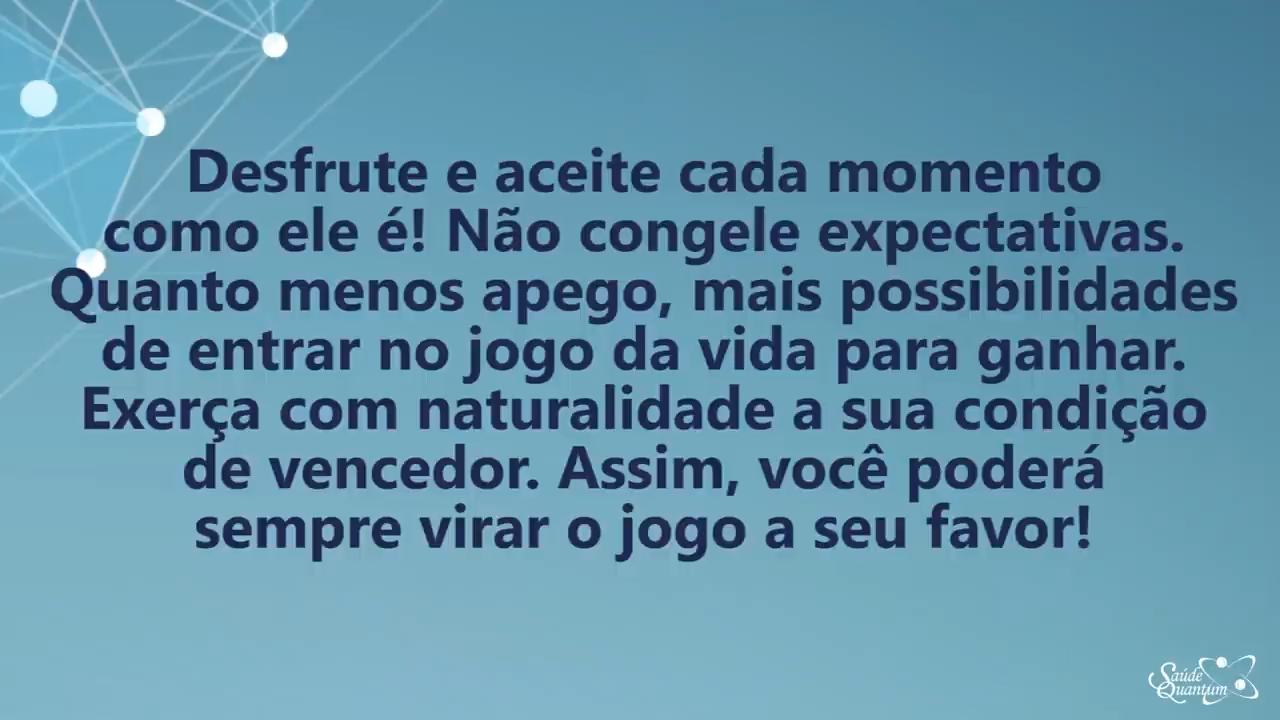 Desfrute e aceite cada momento
como ele é! Não congele expectativas.
Quanto menos apego, mais possibilidades
de entrar no jogo da vida para ganhar.
Exerça com naturalidade a sua condição
de vencedor. Assim, você poderá
sempre virar o jogo a seu favor!
Saúde
Quantum